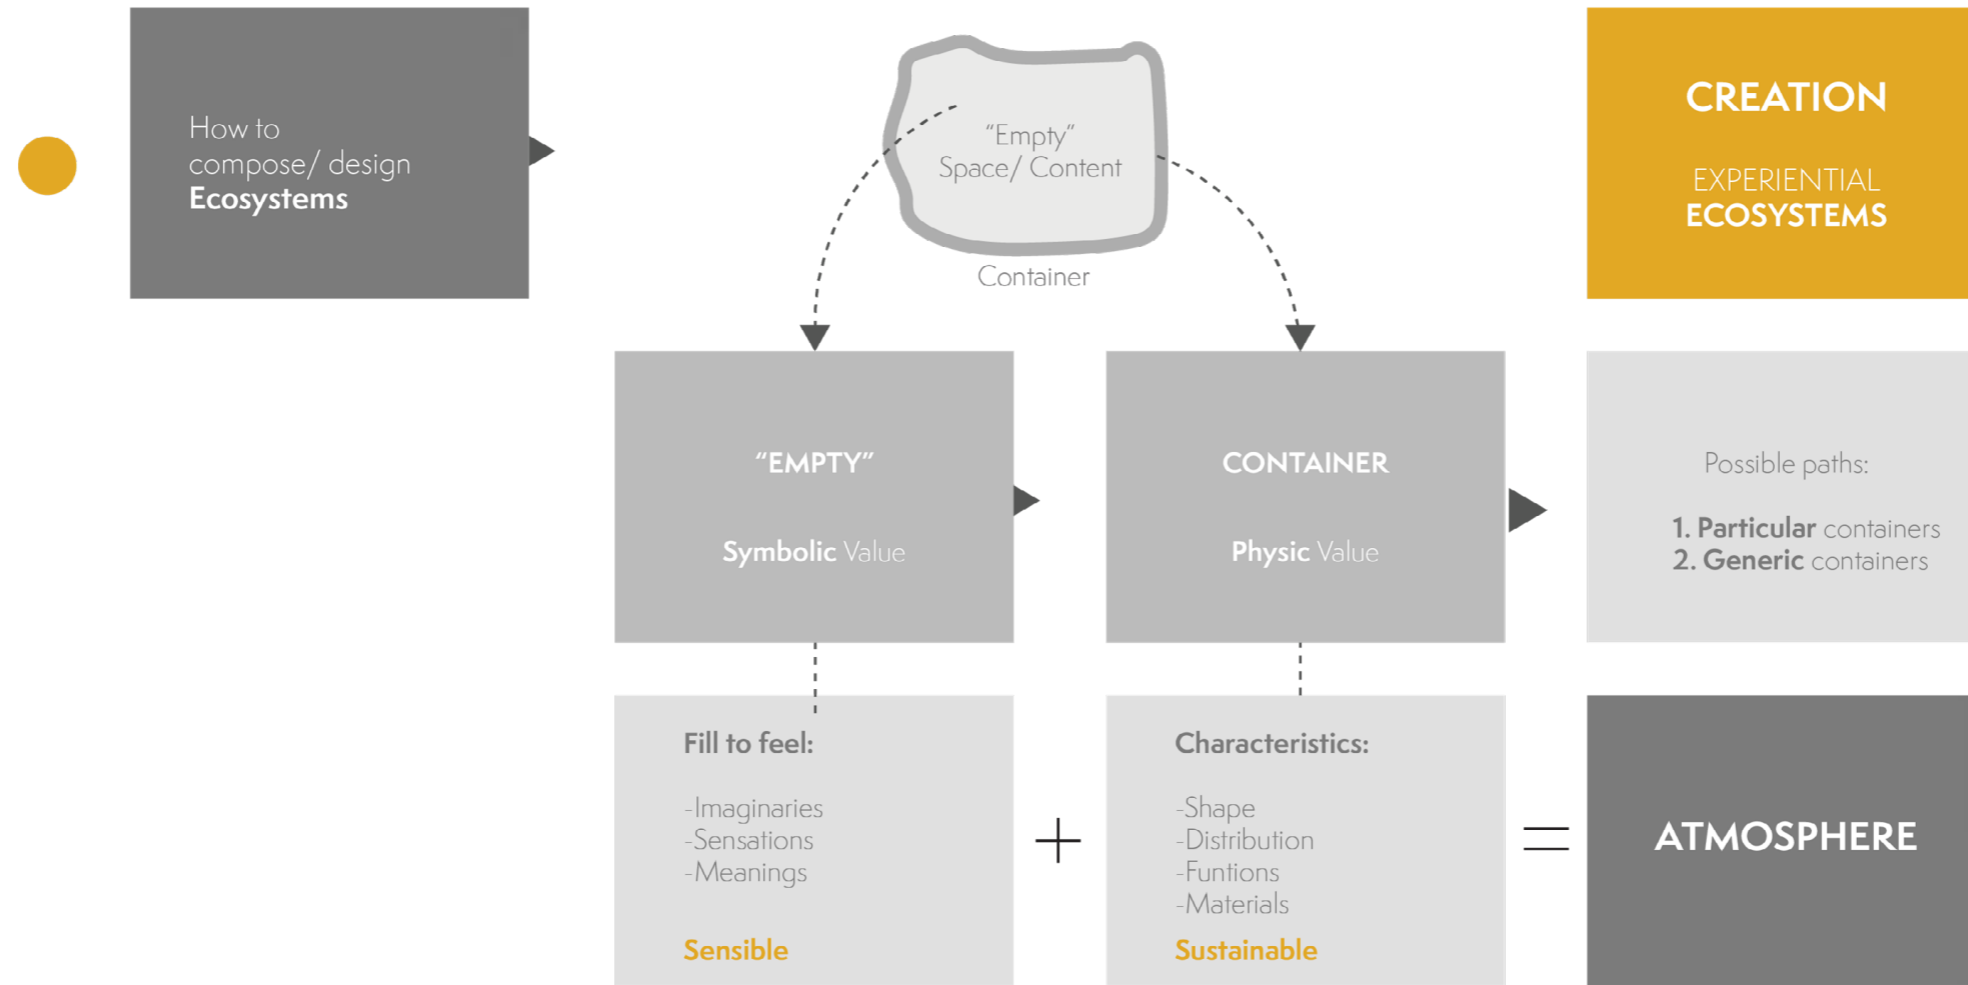 How to
compose/ design
Ecosystems
“Empty”
Space/ Content
Container
CREATION
EXPERIENTIAL
ECOSYSTEMS
“EMPTY”
Symbolic Value
CONTAINER
Physic Value
Possible paths:
1. Particular containers
2. Generic containers
Fill to feel:
-Imaginaries
-Sensations
-Meanings
Sensible
+
Characteristics:
-Shape
-Distribution
-Funtions
-Materials
Sustainable
=
ATMOSPHERE